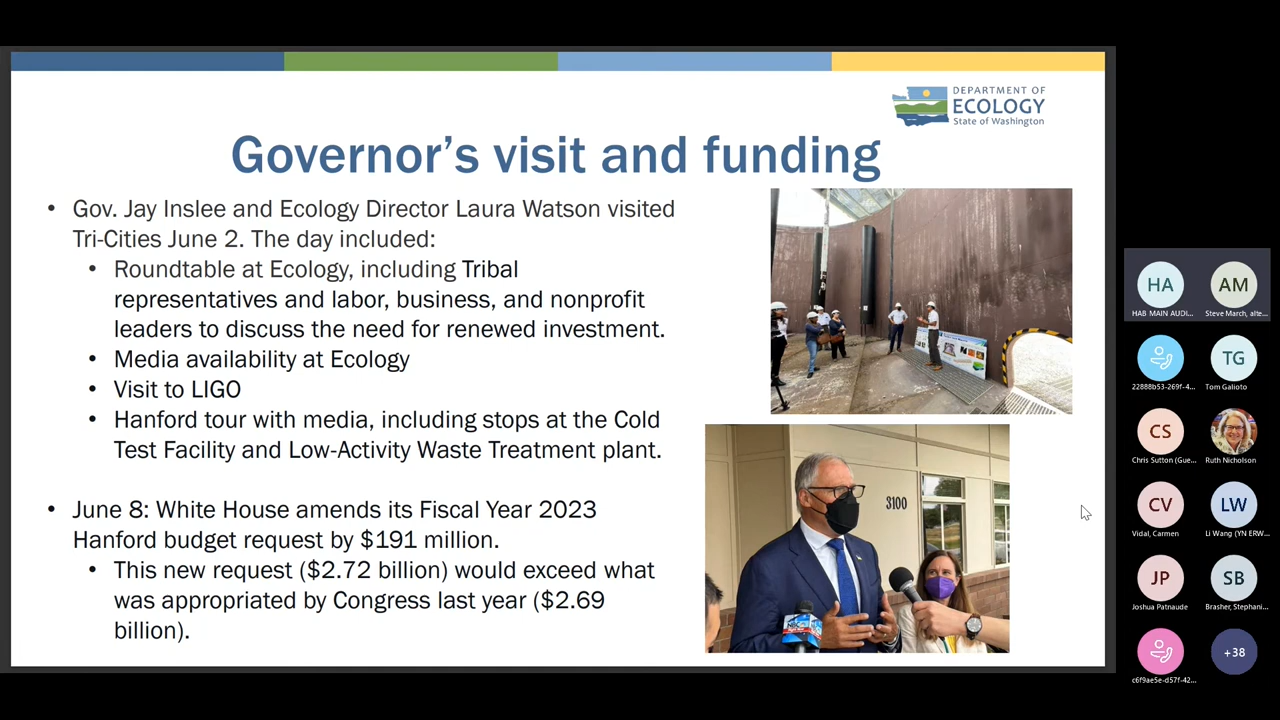 DEPARTMENT OF
ECOLOGY
State of Washington
Governor's visit and funding
• Gov. Jay Inslee and Ecology Director Laura Watson visited
Tri-Cities June 2. The day included:
• Roundtable at Ecology, including Tribal
representatives and labor, business, and nonprofit
leaders to discuss the need for renewed investment.
• Media availability at Ecology
• Visit to LIGO
• Hanford tour with media, including stops at the Cold
Test Facility and Low-Activity Waste Treatment plant.
• June 8: White House amends its Fiscal Year 2023
Hanford budget request by $191 million.
• This new request ($2.72 billion) would exceed what
was appropriated by Congress last year ($2.69
billion).
3100
HA
HAB MAIN AUDI...
AM
Steve March, alte...
22888b53-269f-4...
TG
Tom Galioto
CS
Chris Sutton (Gue...
Ruth Nicholson
CV
Vidal, Carmen
LW
Li Wang (YN ERW...
JP
Joshua Patnaude
SB
Brasher, Stephani...
c6f9ae5e-d57f-42...
+38